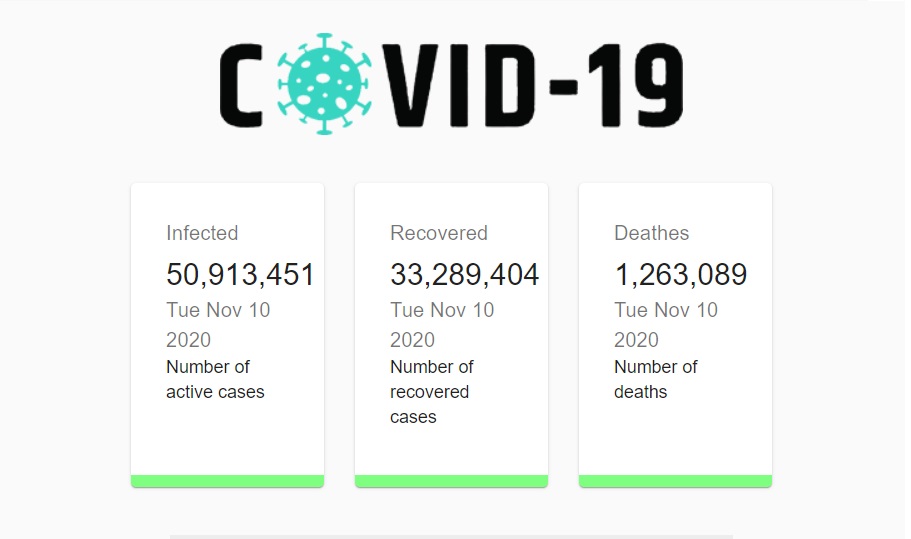 COVID-19
Infected
50,913,451
Tue Nov 10
2020
Number of
active cases
Recovered
33,289,404
Tue Nov 10
2020
Number of
recovered
cases
Deathes
1,263,089
Tue Nov 10
2020
Number of
deaths